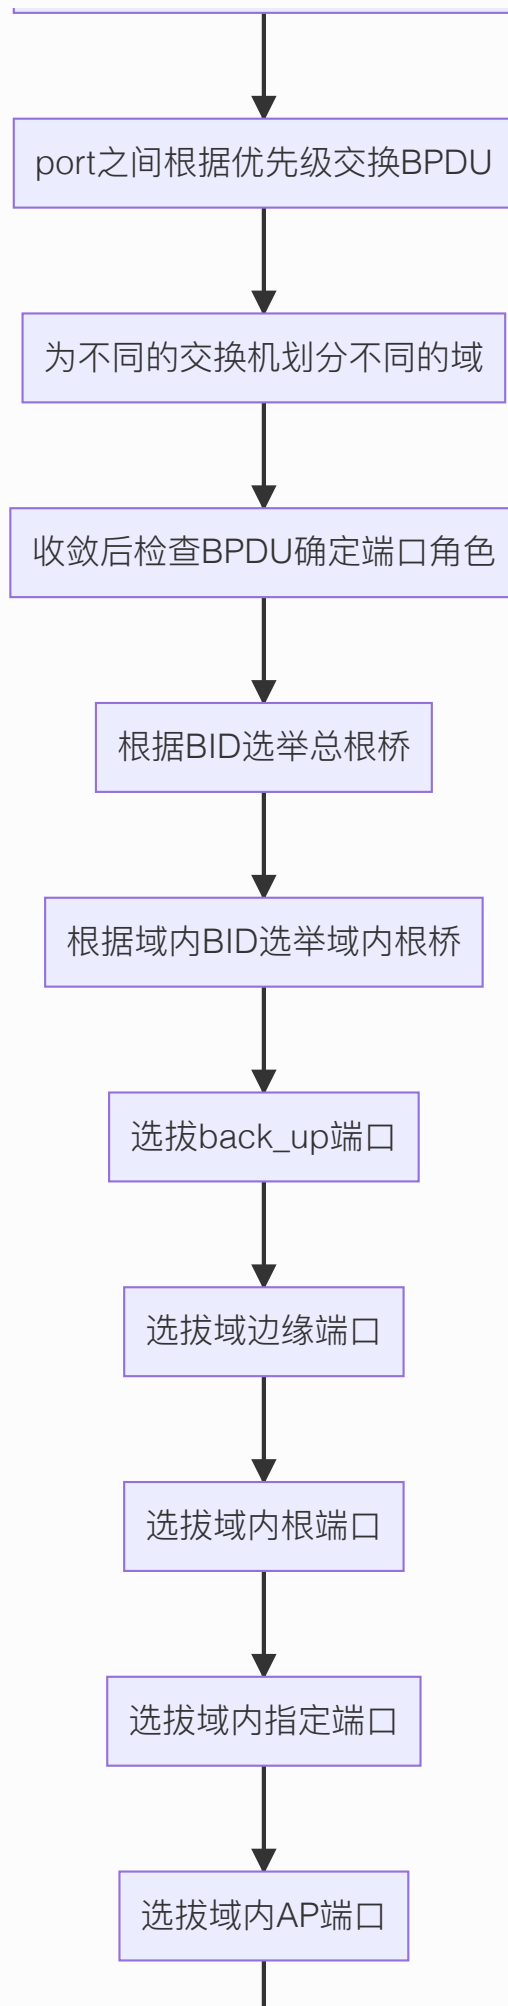 port之间根据优先级交换BPDU
为不同的交换机划分不同的域
收敛后检查BPDU确定端口角色
根据BID选举总根桥
根据域内BID选举域内根桥
选拔back_up端口
选拔域边缘端口
选拔域内根端口
选拔域内指定端口
选拔域内AP端口